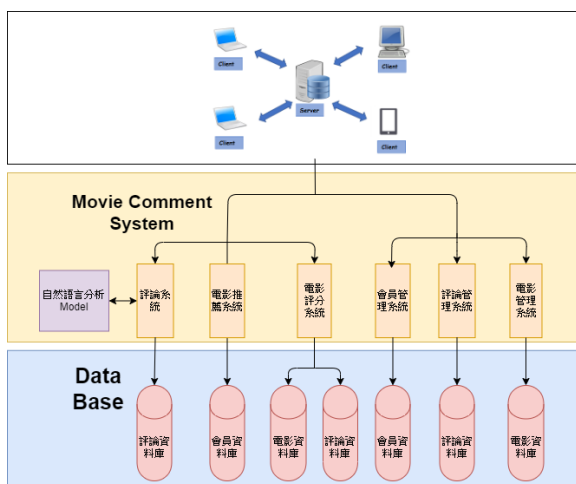 Client
Client
Server
Client
Client
Movie Comment
System
自然語言分析
Model
評論系
統
電影推
薦系統
電影
評分
系統
會員管
理系統
評論管
理系統
電影
管理
系統
Data
Base
評論資
料庫
會員資
料庫
電影資
料庫
評論資
料庫
會員資
料庫
評論資
料庫
電影資
料庫